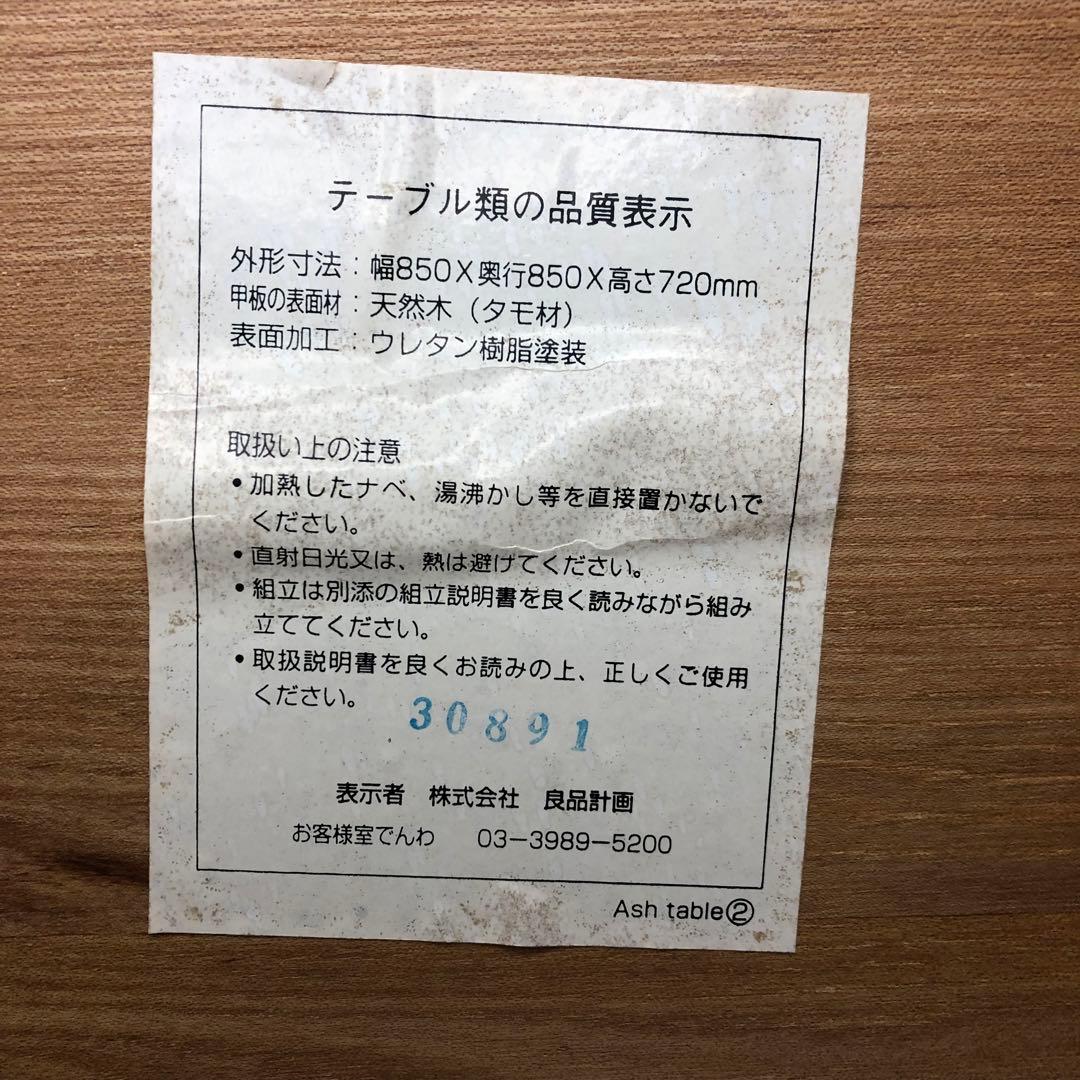 テーブル類の品質表示
外形寸法：幅850X奥行850X高さ720mm
甲板の表面材：天然木（タモ材）
表面加工：ウレタン樹脂塗装
取扱い上の注意
•加熱したナベ、湯沸かし等を直接置かないで
ください。
•直射日光又は、熱は避けてください。
•組立は別添の組立説明書を良く読みながら組み
立ててください。
•取扱説明書を良くお読みの上、正しくご使用
ください。
30891
表示者 株式会社 良品計画
お客様室でんわ 03−3989−5200
Ash table②